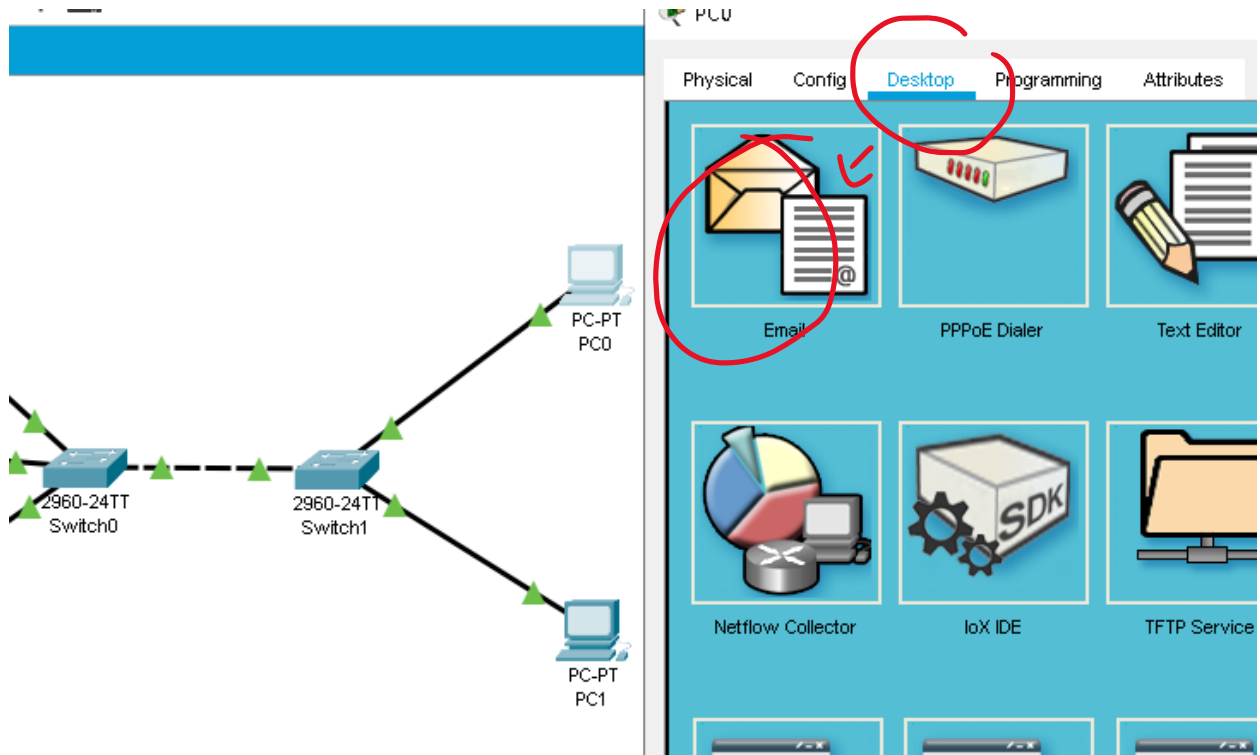 PC0
Physical Config Desktop Programming Attributes
Email PPPoE Dialer Text Editor
@
PC-PT
PC0
2960-24TT
Switch0
2960-24TT
Switch1
SDK
Netflow Collector IoX IDE TFTP Service
PC-PT
PC1